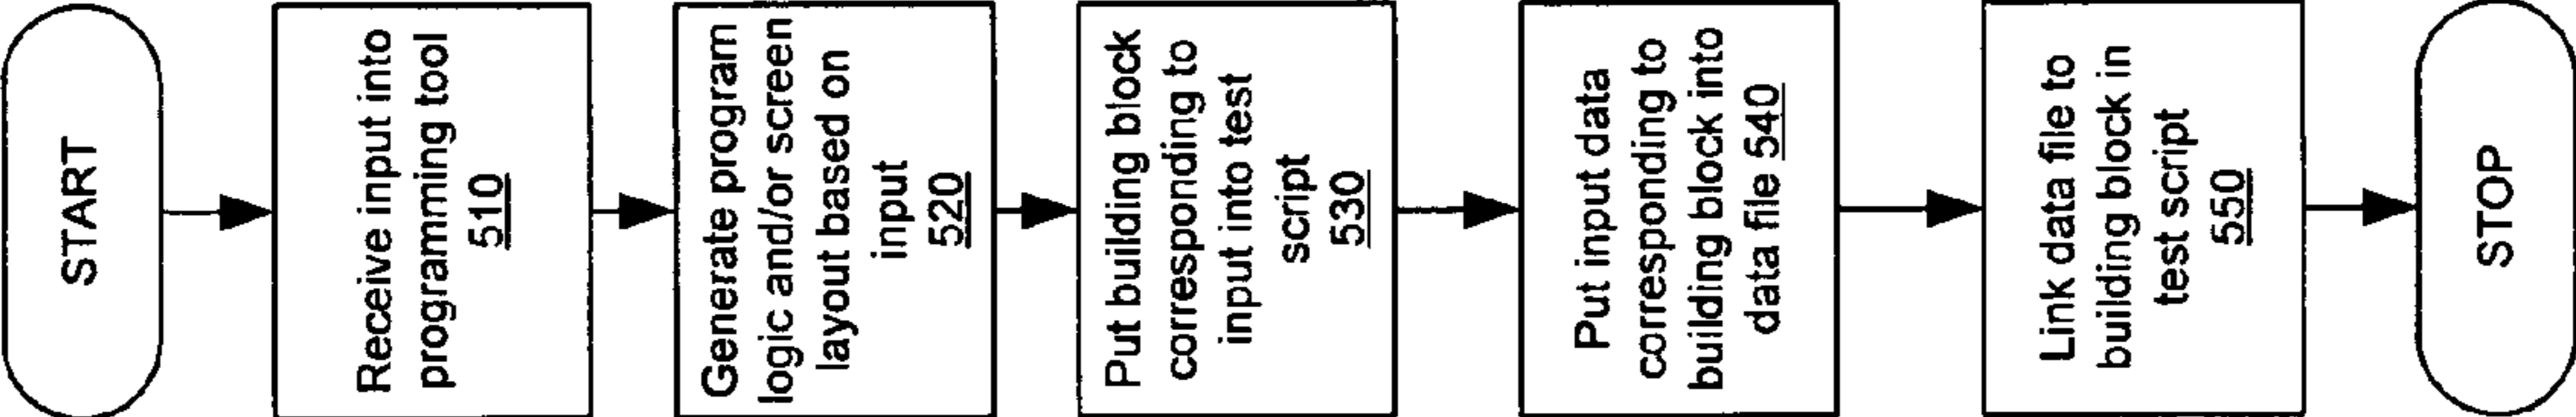 START
Receive input into
programming tool
510
Generate program
logic and/or screen
layout based on
input
520
Put building block
corresponding to
input into test
script
530
Put input data
corresponding to
building block into
data file 540
Link data file to
building block in
test script
550
STOP